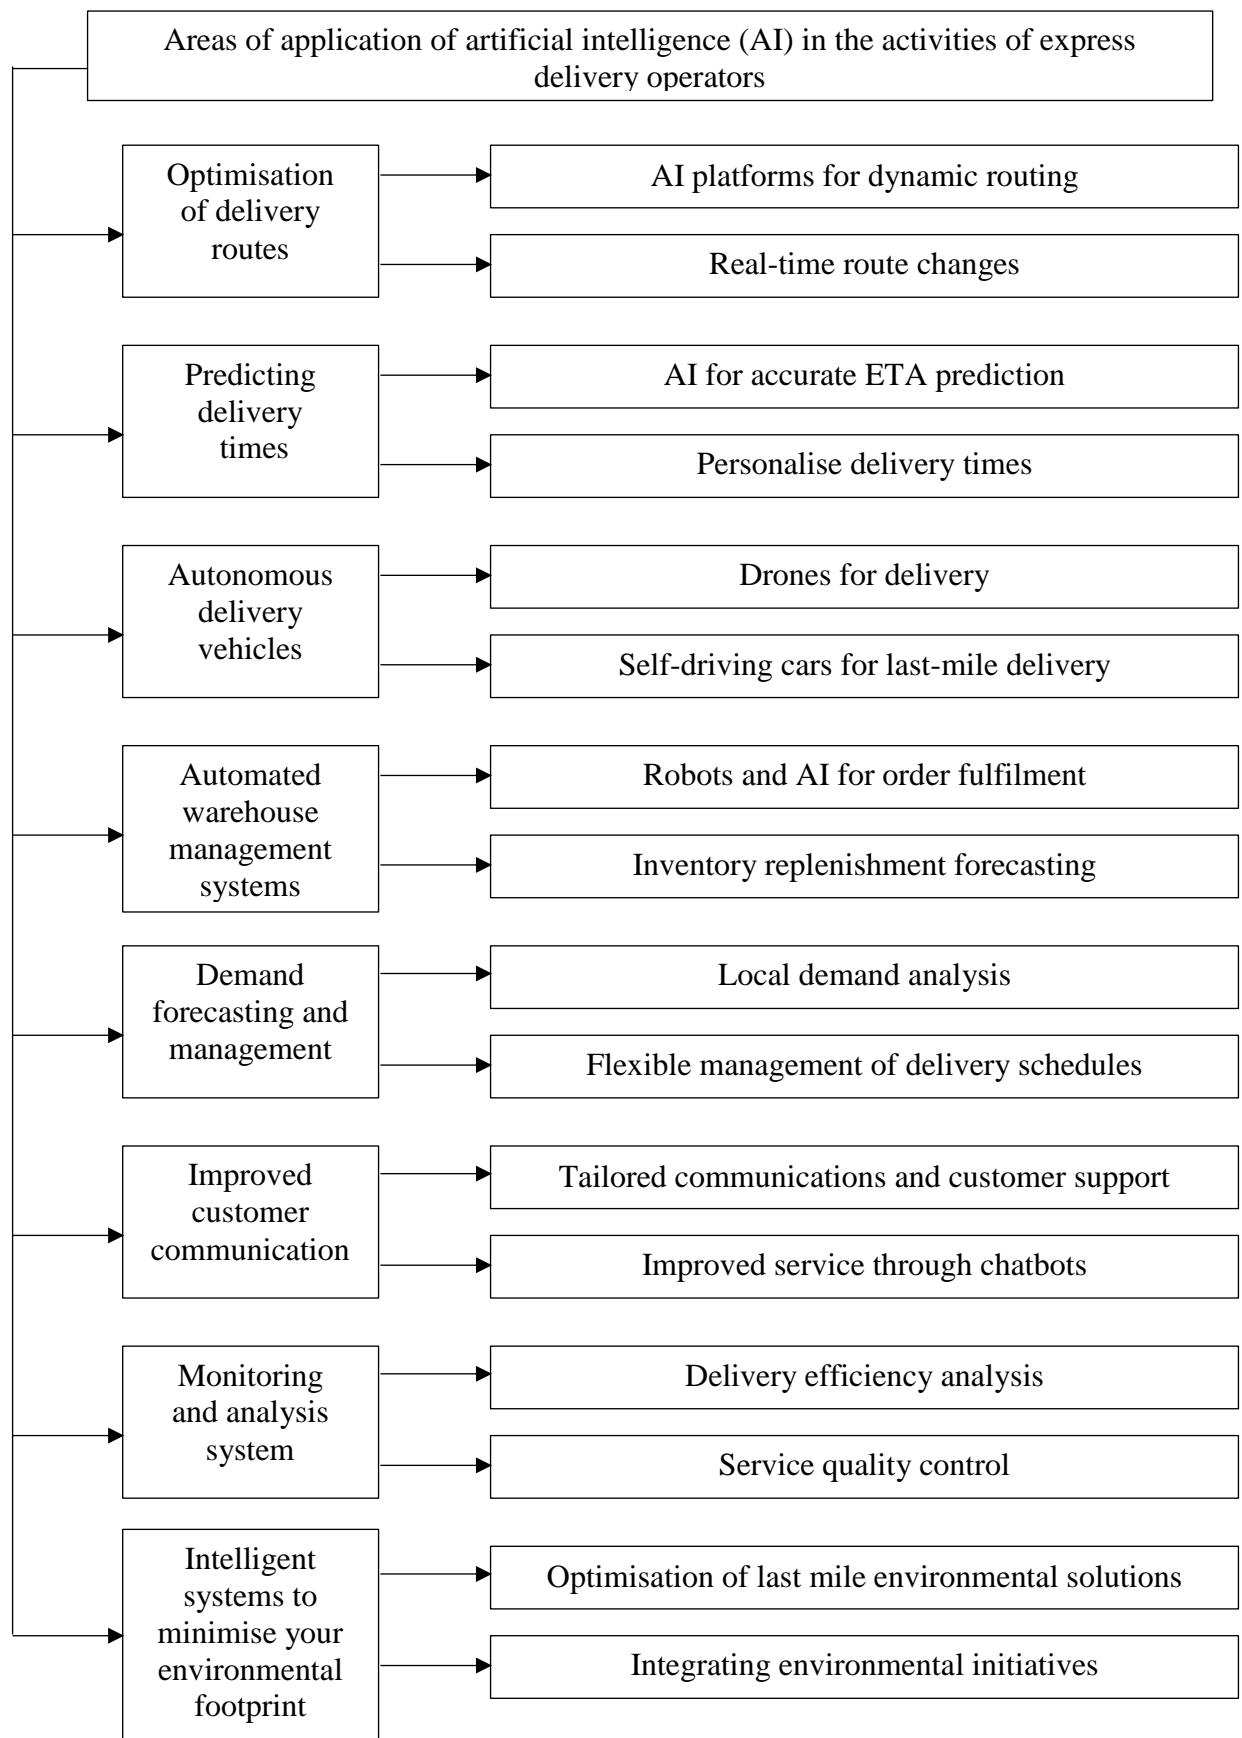 Areas of application of artificial intelligence (AI) in the activities of express
delivery operators
Optimisation
of delivery
routes
AI platforms for dynamic routing
Real-time route changes
Predicting
delivery
times
AI for accurate ETA prediction
Personalise delivery times
Autonomous
delivery
vehicles
Drones for delivery
Self-driving cars for last-mile delivery
Automated
warehouse
management
systems
Robots and AI for order fulfilment
Inventory replenishment forecasting
Demand
forecasting and
management
Local demand analysis
Flexible management of delivery schedules
Improved
customer
communication
Tailored communications and customer support
Improved service through chatbots
Monitoring
and analysis
system
Delivery efficiency analysis
Service quality control
Intelligent
systems to
minimise your
environmental
footprint
Optimisation of last mile environmental solutions
Integrating environmental initiatives